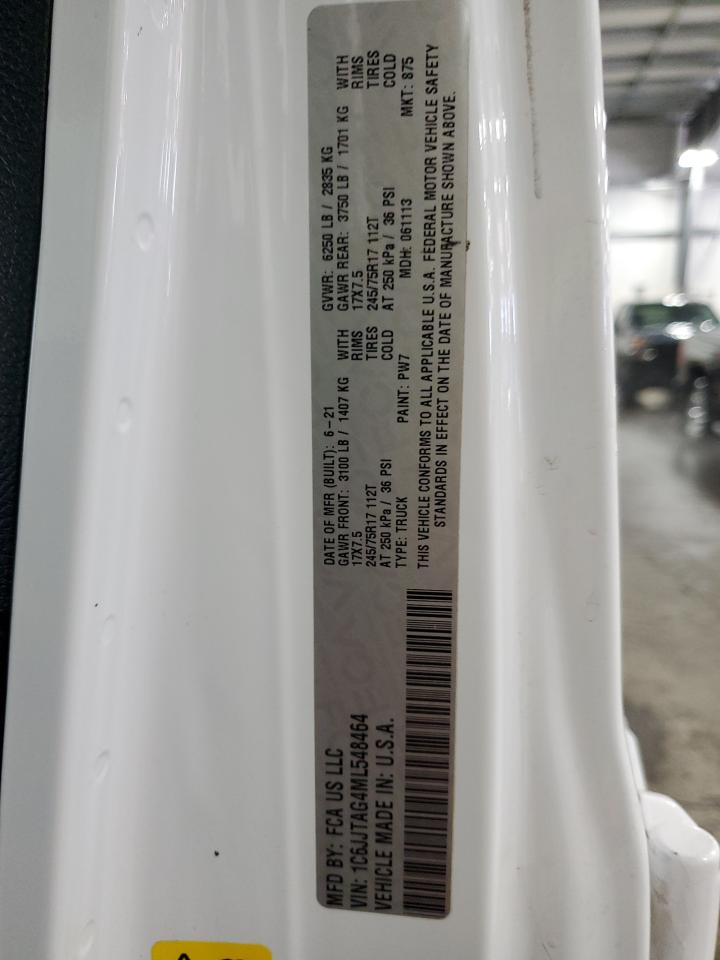 MFD BY: FCA US LLC
VIN: 1C6JJTAG4ML548464
VEHICLE MADE IN: U.S.A.
DATE OF MFR (BUILT): 6-21 GVWR: 6250 LB / 2835 KG
GAWR FRONT: 3100 LB / 1407 KG WITH GAWR REAR: 3750 LB / 1701 KG WITH
17X7.5 RIMS 17X7.5 RIMS
245/75R17 112T TIRES 245/75R17 112T TIRES
AT 250 kPa / 36 PSI COLD AT 250 kPa / 36 PSI COLD
TYPE: TRUCK PAINT: PW7 MDH: 061113 MKT: 875
THIS VEHICLE CONFORMS TO ALL APPLICABLE U.S.A. FEDERAL MOTOR VEHICLE SAFETY
STANDARDS IN EFFECT ON THE DATE OF MANUFACTURE SHOWN ABOVE.